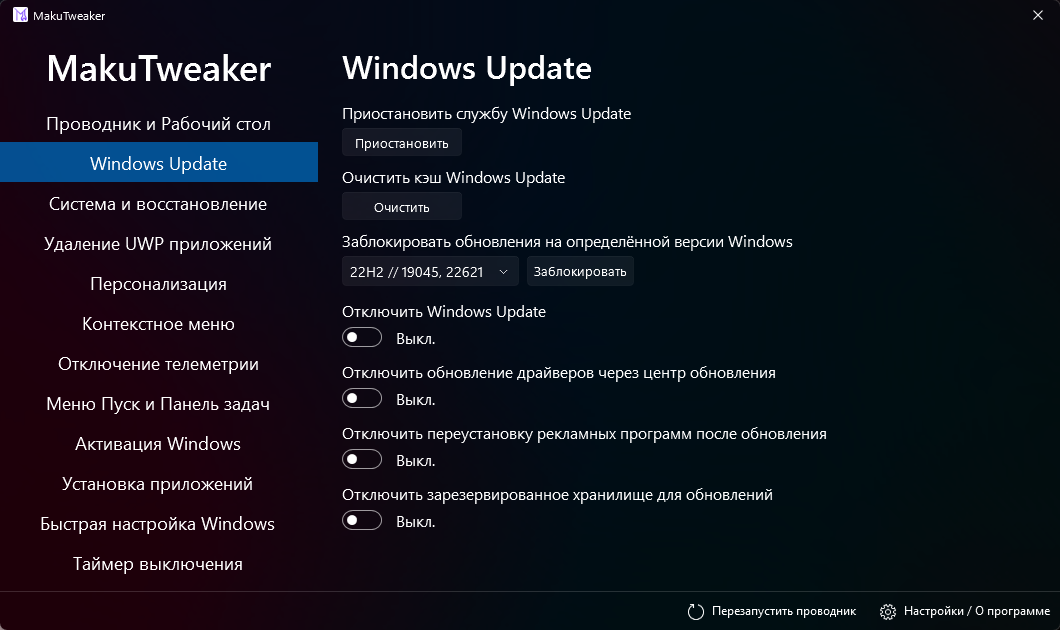 MakuTweaker
MakuTweaker
Проводник и Рабочий стол
Windows Update
Система и восстановление
Удаление UWP приложений
Персонализация
Контекстное меню
Отключение телеметрии
Меню Пуск и Панель задач
Активация Windows
Установка приложений
Быстрая настройка Windows
Таймер выключения
Windows Update
Приостановить службу Windows Update
Приостановить
Очистить кэш Windows Update
Очистить
Заблокировать обновления на определённой версии Windows
22H2 // 19045, 22621 Заблокировать
Отключить Windows Update
Выкл.
Отключить обновление драйверов через центр обновления
Выкл.
Отключить переустановку рекламных программ после обновления
Выкл.
Отключить зарезервированное хранилище для обновлений
Выкл.
Перезапустить проводник Настройки / О программе